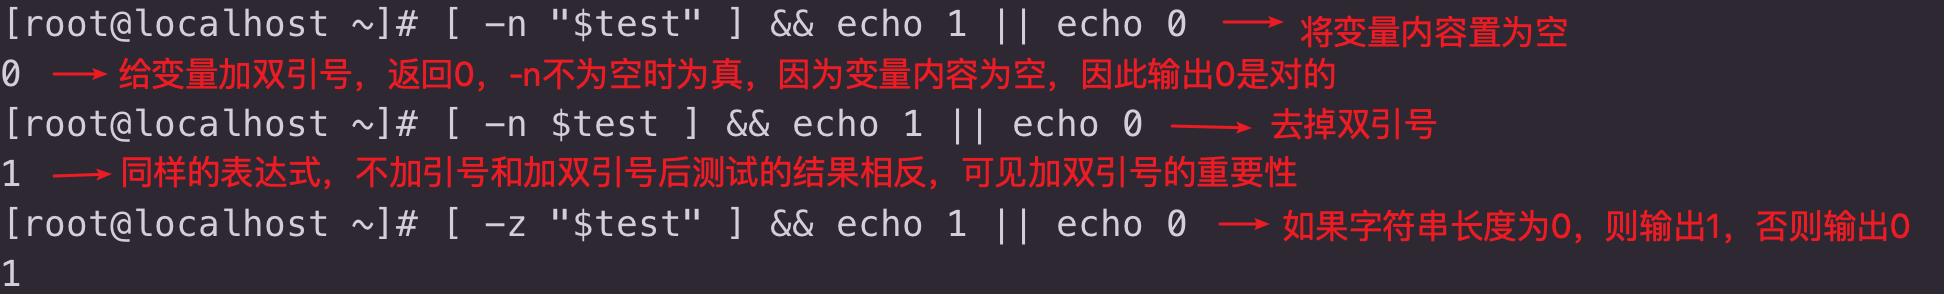 [root@localhost ~]# [ -n "$test" ] && echo 1 || echo 0 将变量内容置为空
0 给变量加双引号，返回0，-n不为空时为真，因为变量内容为空，因此输出0是对的
[root@localhost ~]# [ -n $test ] && echo 1 || echo 0 去掉双引号
1 同样的表达式，不加引号和加双引号后测试的结果相反，可见加双引号的重要性
[root@localhost ~]# [ -z "$test" ] && echo 1 || echo 0 如果字符串长度为0，则输出1，否则输出0
1